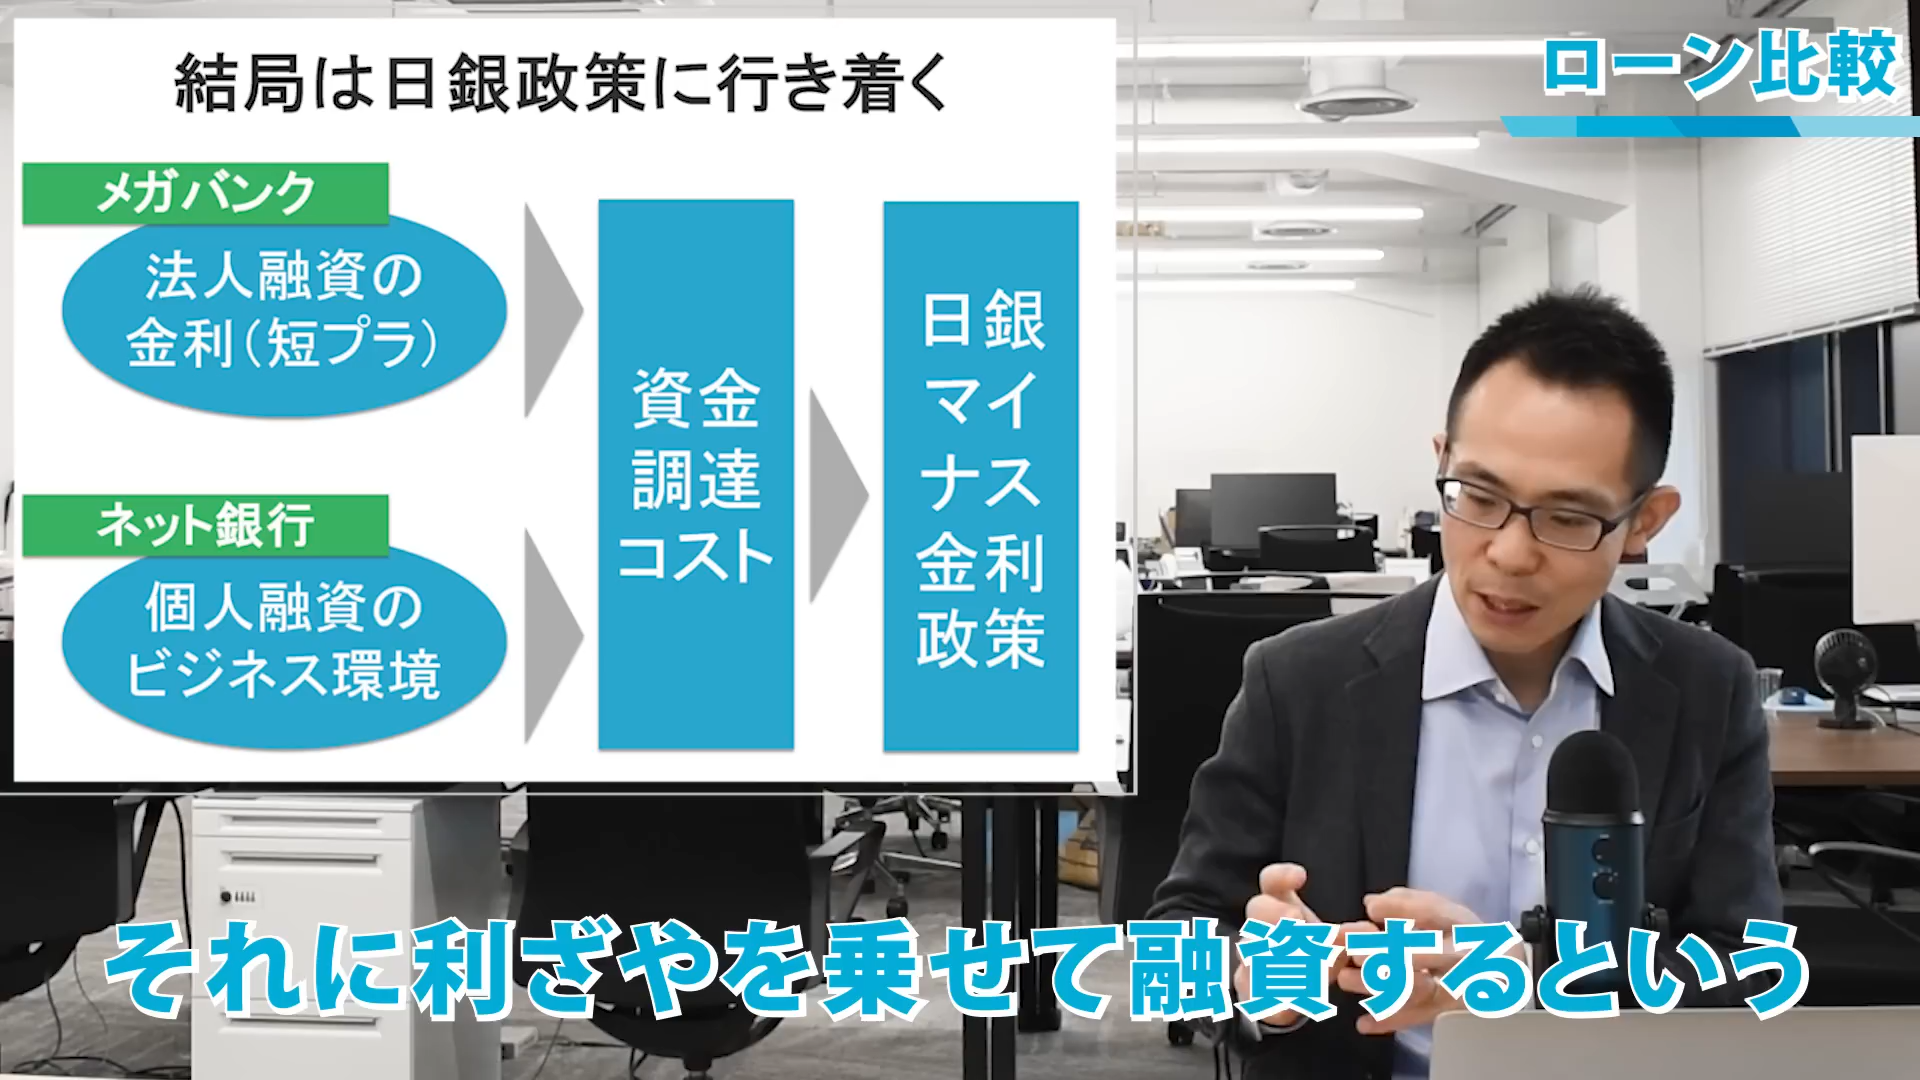 結局は日銀政策に行き着く
ローン比較
メガバンク
法人融資の
金利(短プラ)
ネット銀行
個人融資の
ビジネス環境
資金
調達
コスト
日銀
マイ
ナス
金利
政策
それに利ざやを乗せて融資するという